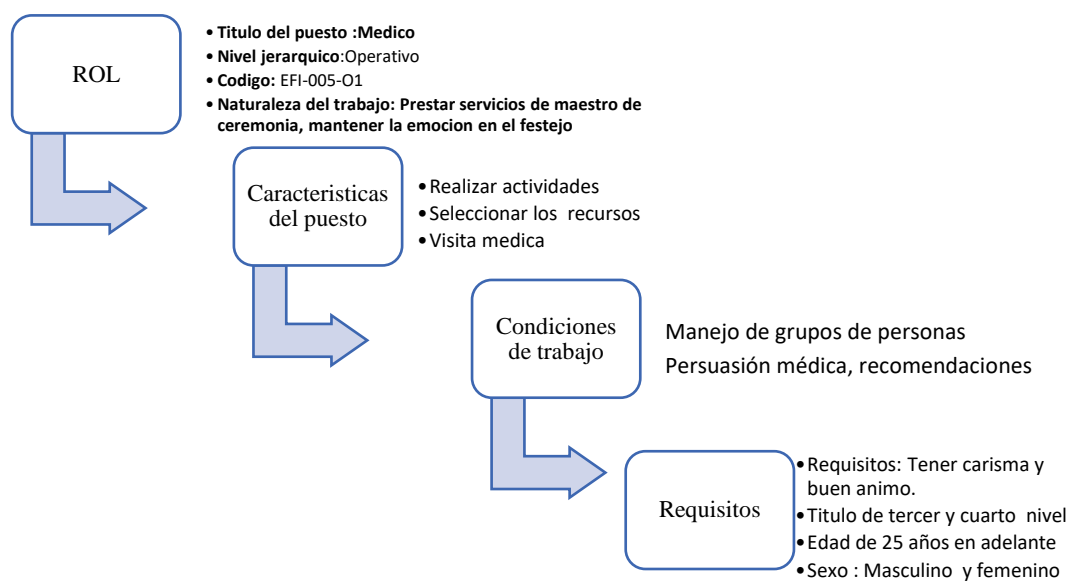 ROL
• Titulo del puesto :Medico
• Nivel jerarquico:Operativo
• Codigo: EFI-005-O1
• Naturaleza del trabajo: Prestar servicios de maestro de
ceremonia, mantener la emocion en el festejo
Caracteristicas
del puesto
• Realizar actividades
• Seleccionar los recursos
• Visita medica
Condiciones
de trabajo
Manejo de grupos de personas
Persuasión médica, recomendaciones
Requisitos
• Requisitos: Tener carisma y
buen animo.
• Titulo de tercer y cuarto nivel
• Edad de 25 años en adelante
• Sexo : Masculino y femenino